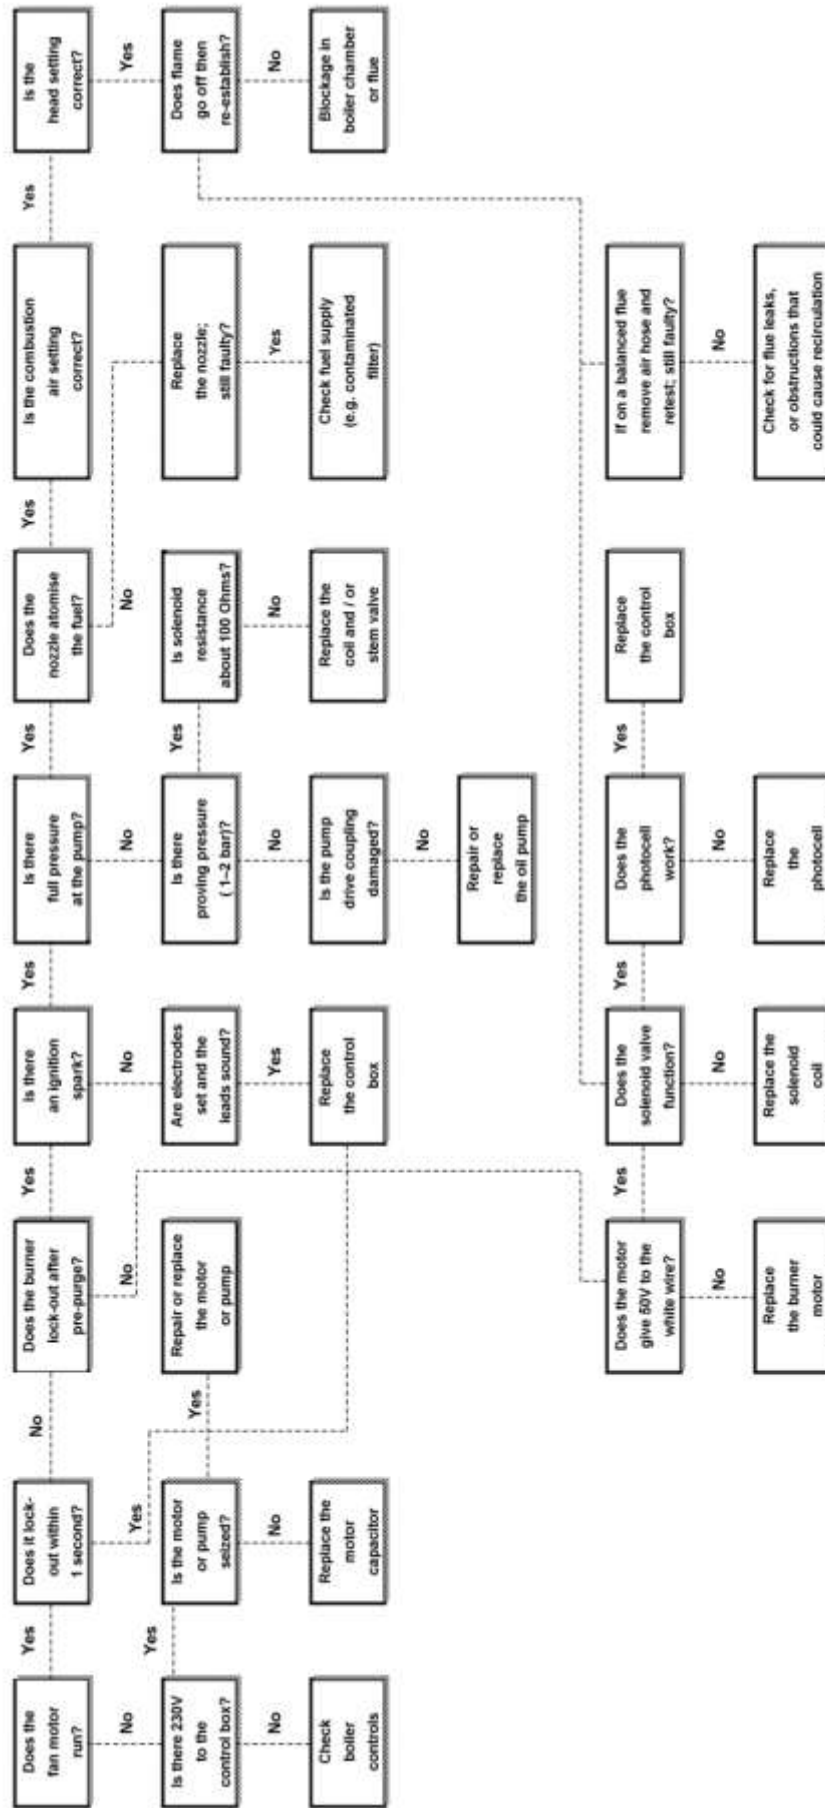 Does the
fan motor
run?
Yes
Does it lock-
out within
1 second?
No
Does the burner
lock-out after
pre-purge?
Yes
Is there
an ignition
spark?
Yes
Is there
full pressure
at the pump?
Yes
Does the
nozzle atomise
the fuel?
Yes
Is the combustion
air setting
correct?
Yes
Is the
head setting
correct?
No
Yes
No
No
No
No
Yes
Is there 230V
to the
control box?
Yes
Is the motor
or pump
seized?
Yes
Repair or replace
the motor
or pump
Are electrodes
set and the
leads sound?
Is there
proving pressure
( 1–2 bar)?
Yes
Is solenoid
resistance
about 100 Ohms?
Replace
the nozzle;
still faulty?
Does flame
go off then
re-establish?
No
No
Yes
No
No
Yes
No
Check
boiler
controls
Replace the
motor
capacitor
Replace
the control
box
Is the pump
drive coupling
damaged?
Replace the
coil and / or
stem valve
Check fuel supply
(e.g. contaminated
filter)
Blockage in
boiler chamber
or flue
No
Repair or
replace
the oil pump
Does the motor
give 50V to the
white wire?
Yes
Does the
solenoid valve
function?
Yes
Does the
photocell
work?
Yes
Replace
the control
box
If on a balanced flue
remove air hose and
retest; still faulty?
No
No
No
No
Replace
the burner
motor
Replace the
solenoid
coil
Replace
the
photocell
Check for flue leaks,
or obstructions that
could cause recirculation